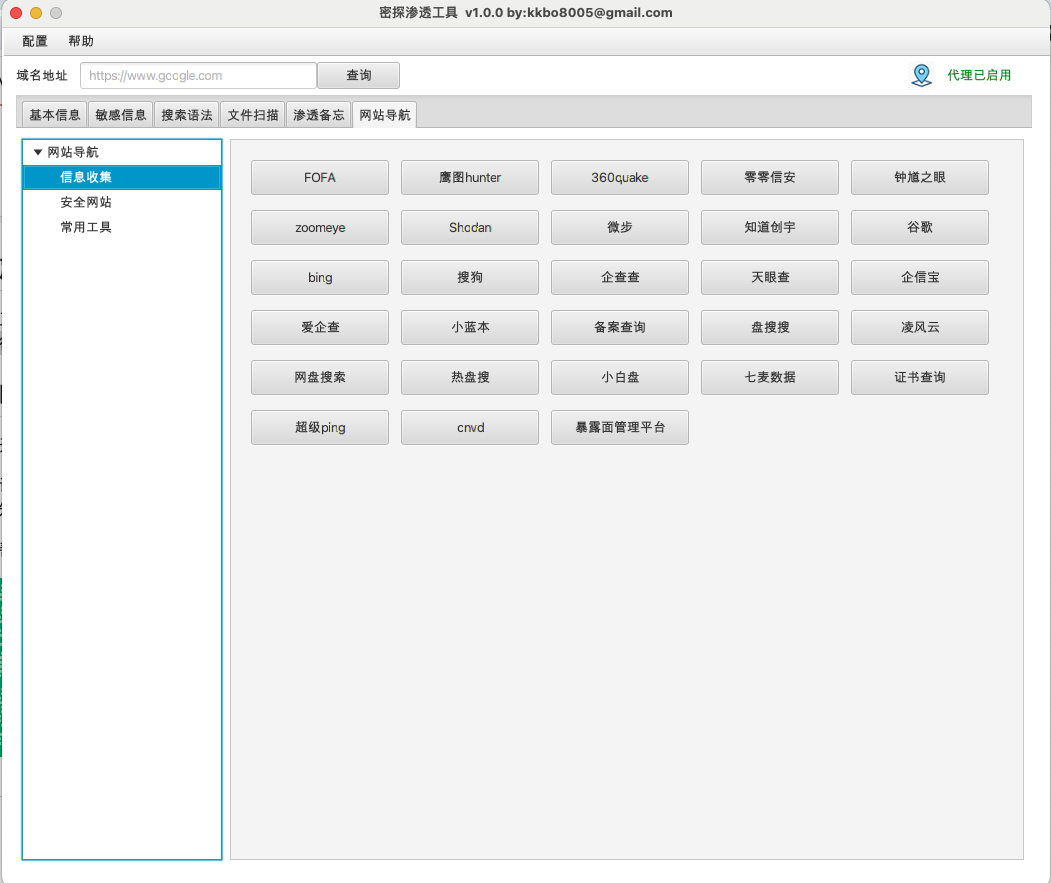 密探渗透工具 v1.0.0 by:kkbo8005@gmail.com
配置 帮助
域名地址 https://www.google.com 查询 代理已启用
基本信息 敏感信息 搜索语法 文件扫描 渗透备忘 网站导航
网站导航
信息收集
安全网站
常用工具
FOFA 鹰图hunter 360quake 零零信安 钟馗之眼
zoomeye Shodan 微步 知道创宇 谷歌
bing 搜狗 企查查 天眼查 企信宝
爱企查 小蓝本 备案查询 盘搜搜 凌风云
网盘搜索 热盘搜 小白盘 七麦数据 证书查询
超级ping cnvd 暴露面管理平台